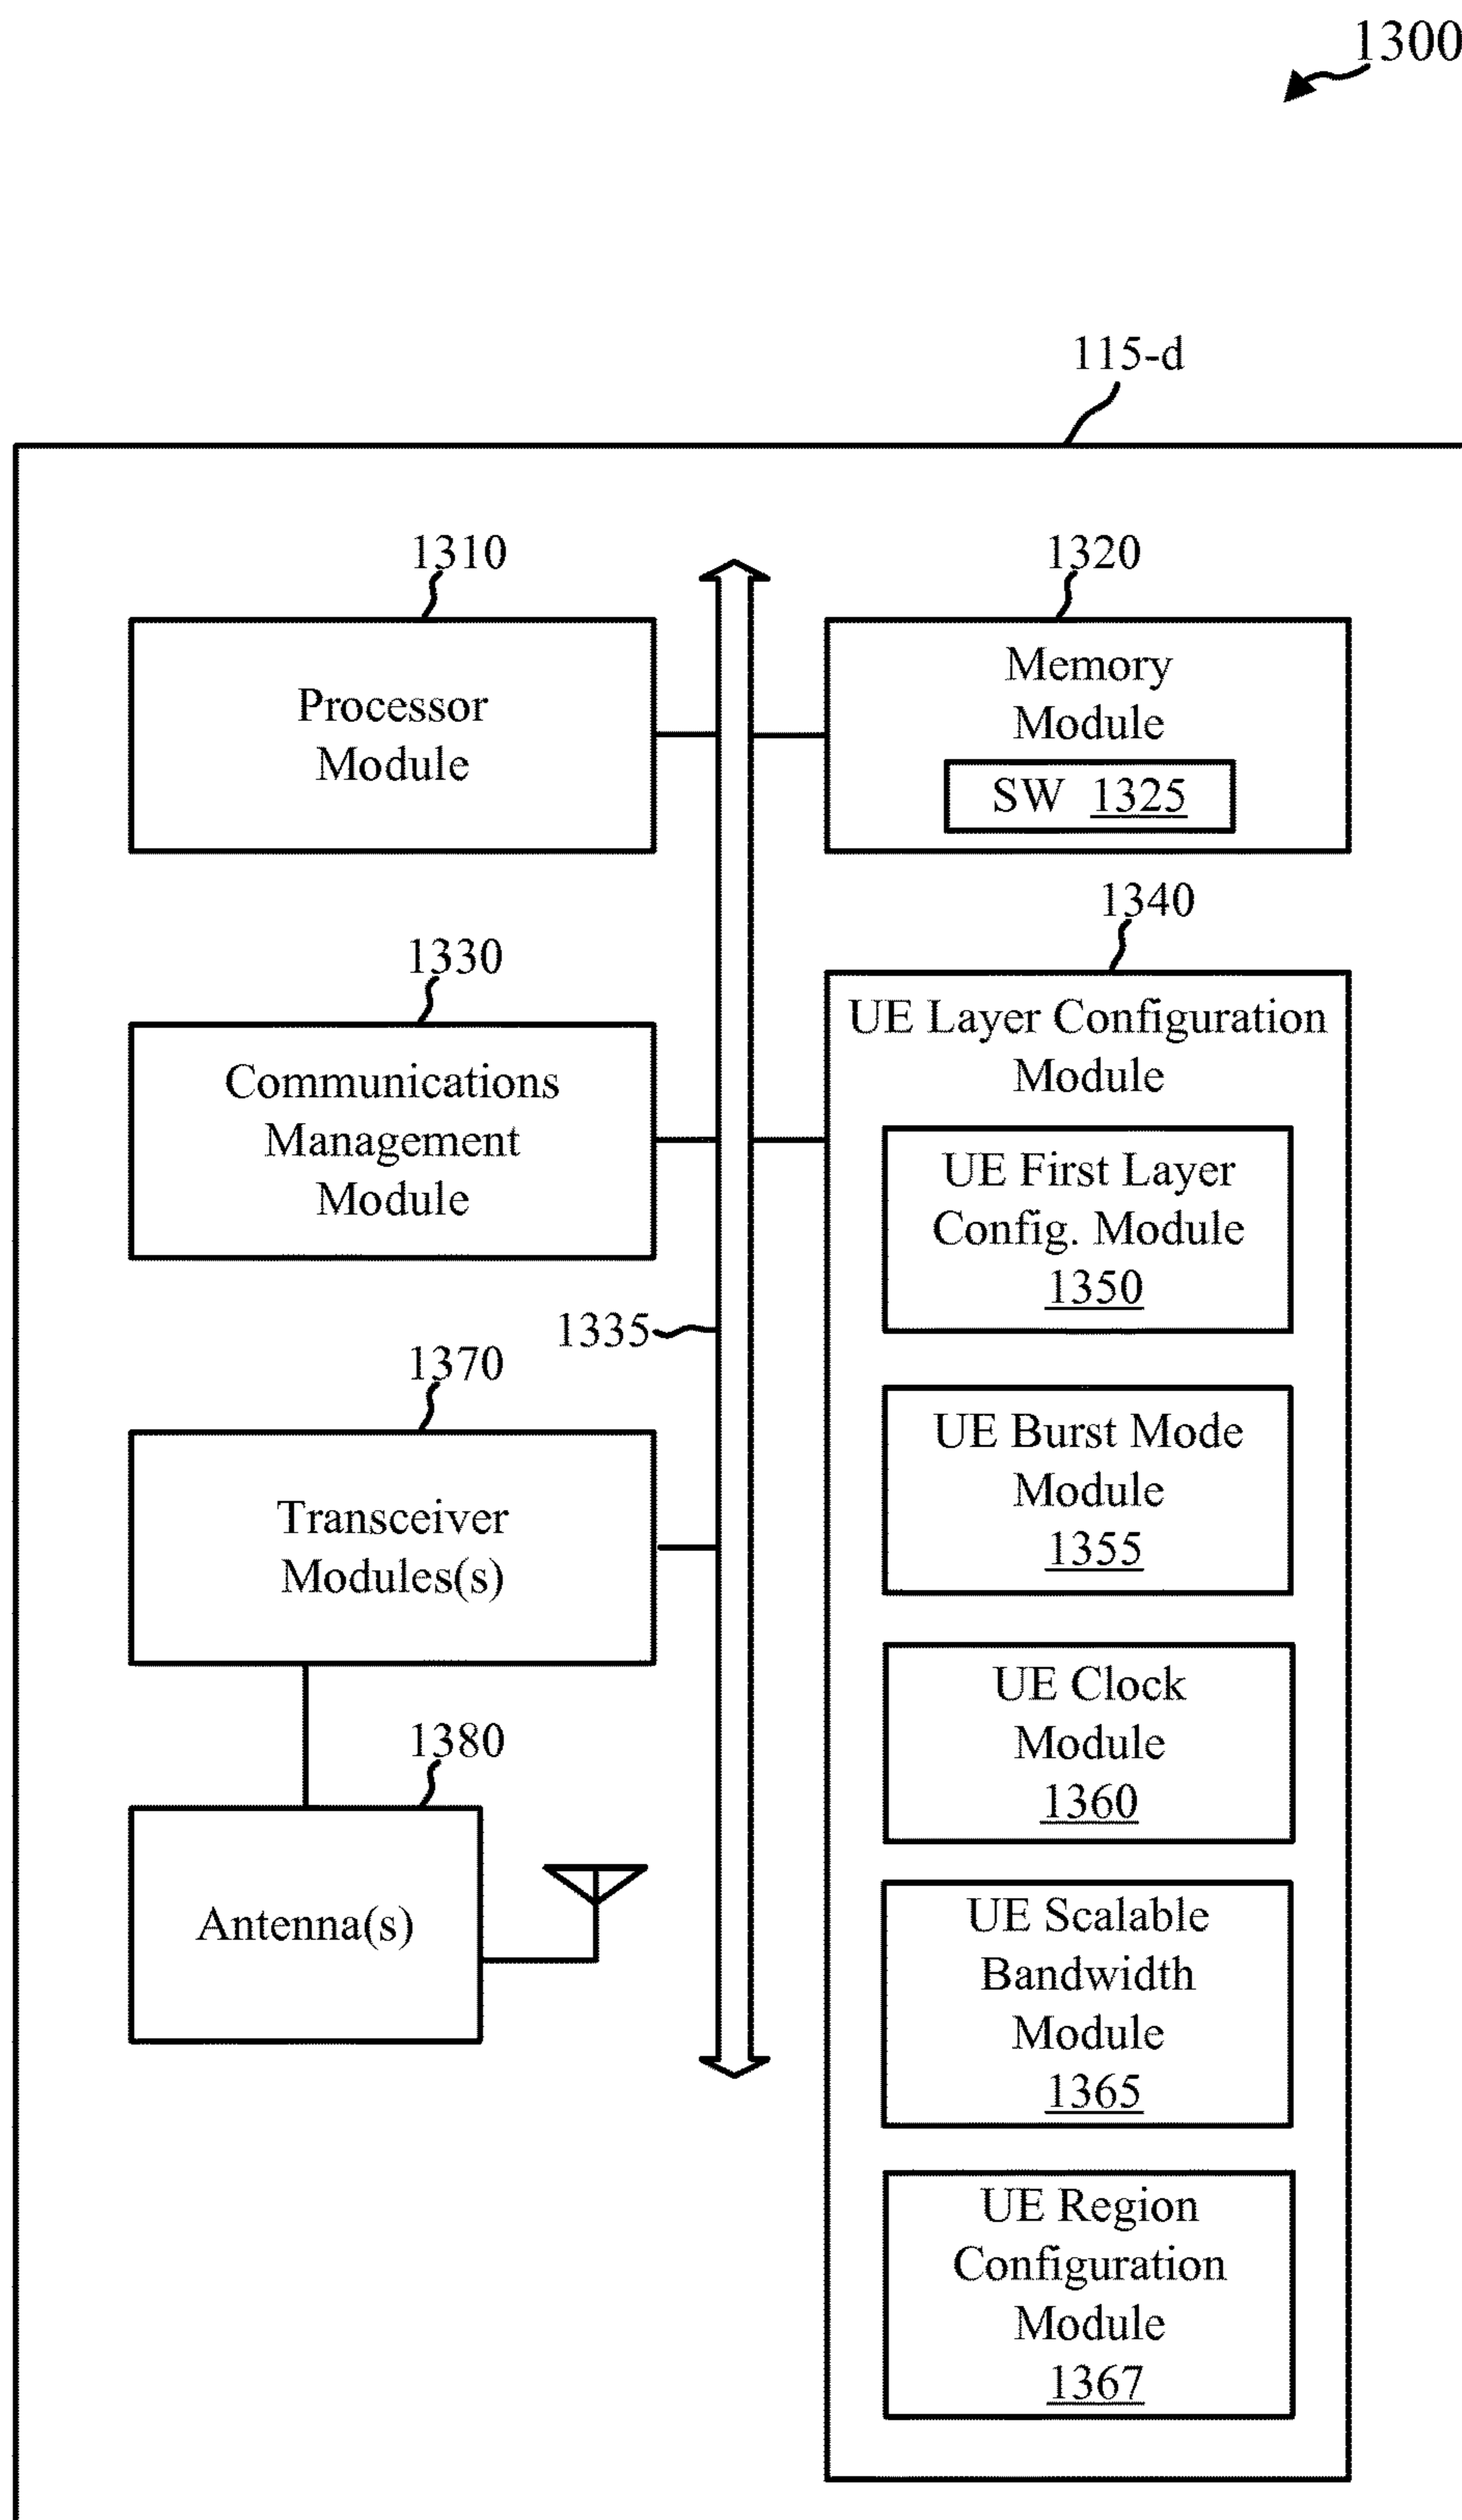 1300
115-d
1310
Processor
Module
1320
Memory
Module
SW 1325
1330
Communications
Management
Module
1335
1340
UE Layer Configuration
Module
UE First Layer
Config. Module
1350
UE Burst Mode
Module
1355
UE Clock
Module
1360
UE Scalable
Bandwidth
Module
1365
UE Region
Configuration
Module
1367
1370
Transceiver
Modules(s)
1380
Antenna(s)